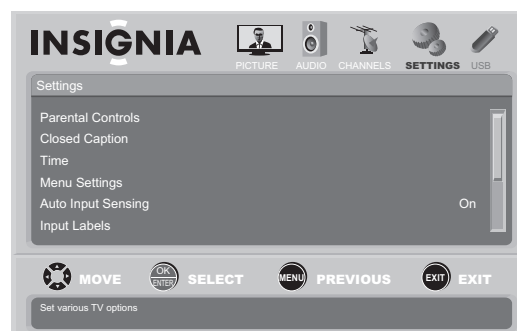 INSIGNIA
PICTURE AUDIO CHANNELS SETTINGS USB
Settings
Parental Controls
Closed Caption
Time
Menu Settings
Auto Input Sensing On
Input Labels
MOVE OK ENTER SELECT MENU PREVIOUS EXIT EXIT
Set various TV options